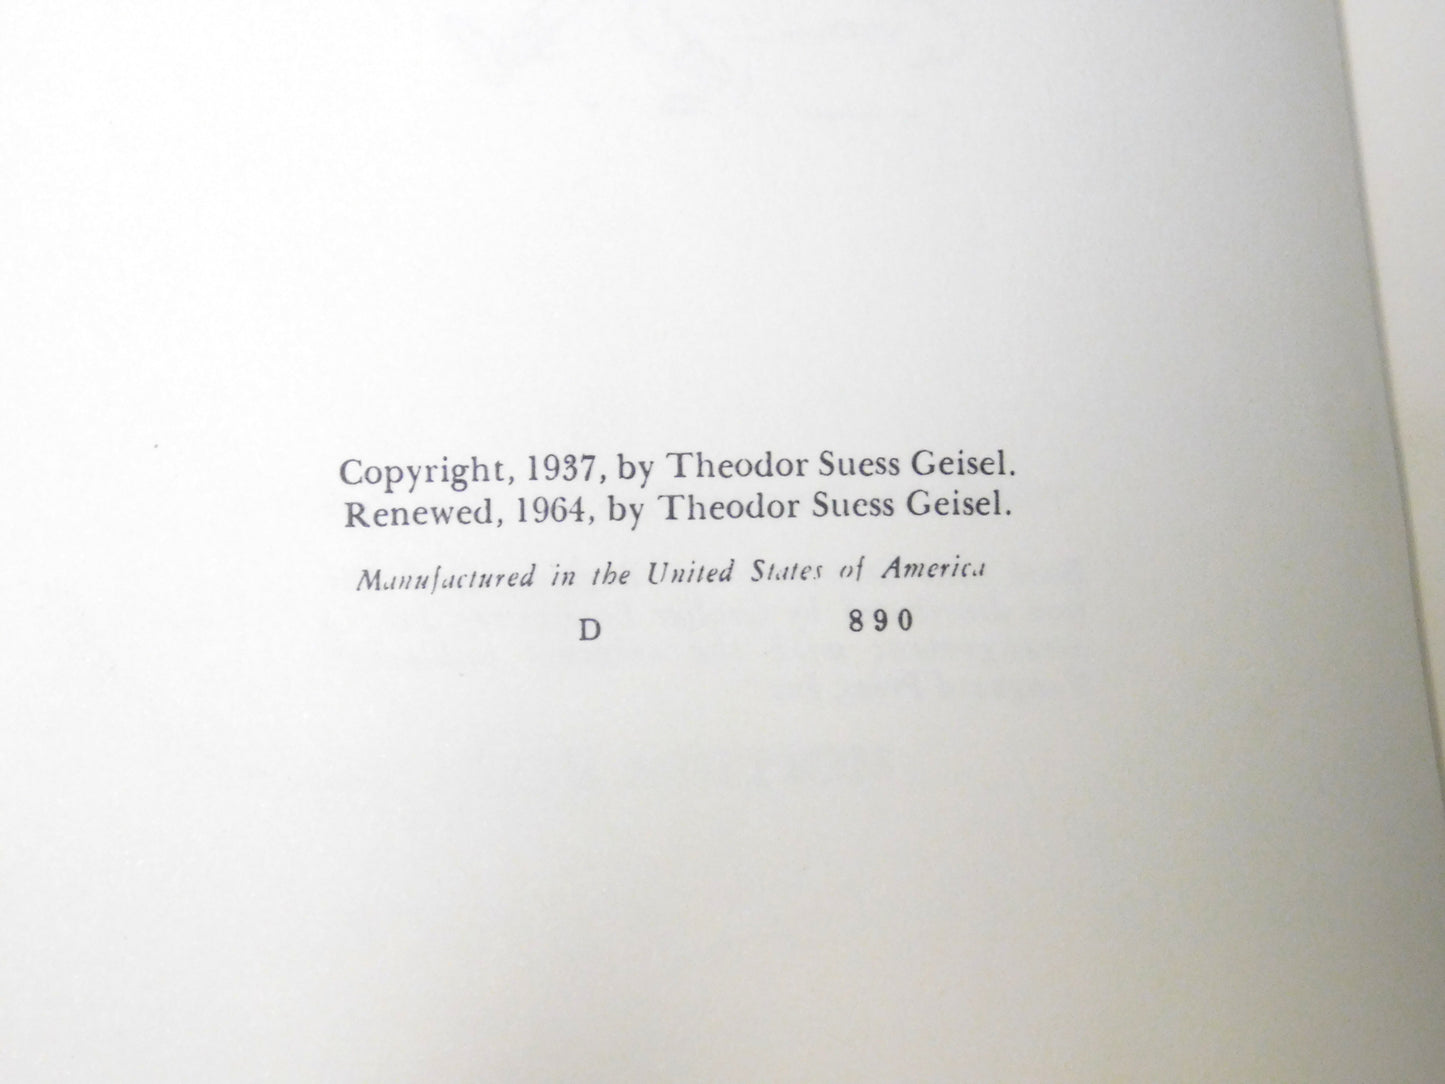 Copyright, 1937, by Theodor Suess Geisel.
Renewed, 1964, by Theodor Suess Geisel.
Manufactured in the United States of America
D 890